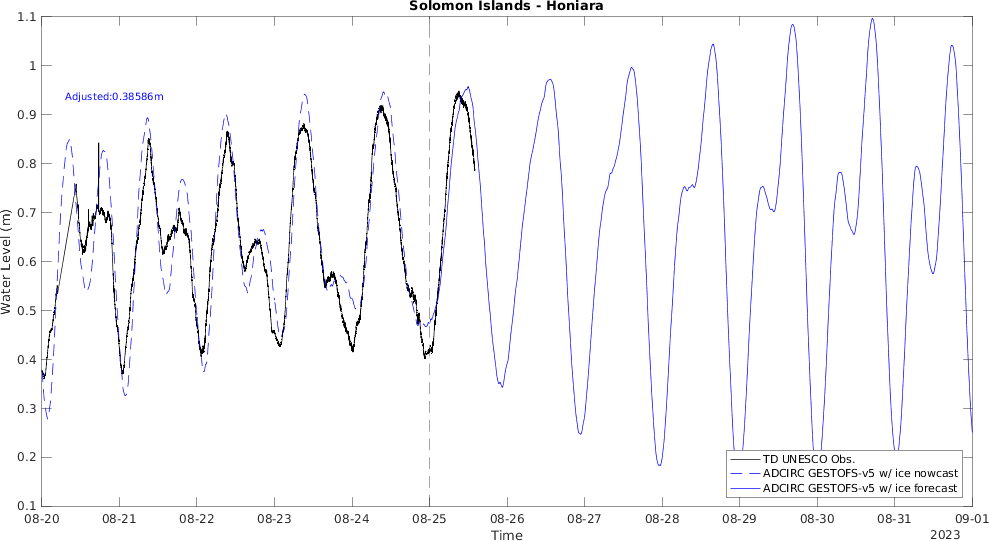 Solomon Islands - Honiara
1.1
1
0.9
0.8
0.7
0.6
0.5
0.4
0.3
0.2
0.1
Water Level (m)
Adjusted:0.38586m
TD UNESCO Obs.
ADCIRC GESTOFS-v5 w/ ice nowcast
ADCIRC GESTOFS-v5 w/ ice forecast
08-20 08-21 08-22 08-23 08-24 08-25 08-26 08-27 08-28 08-29 08-30 08-31 09-01
Time
2023